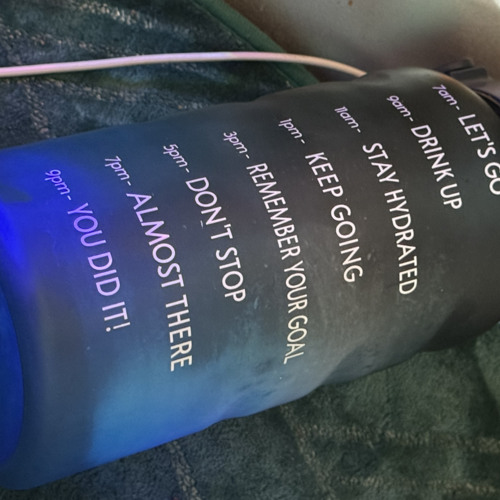 7am- LET'S GO
9am- DRINK UP
11am- STAY HYDRATED
1pm- KEEP GOING
3pm- REMEMBER YOUR GOAL
5pm- DON'T STOP
7pm- ALMOST THERE
9pm- YOU DID IT!